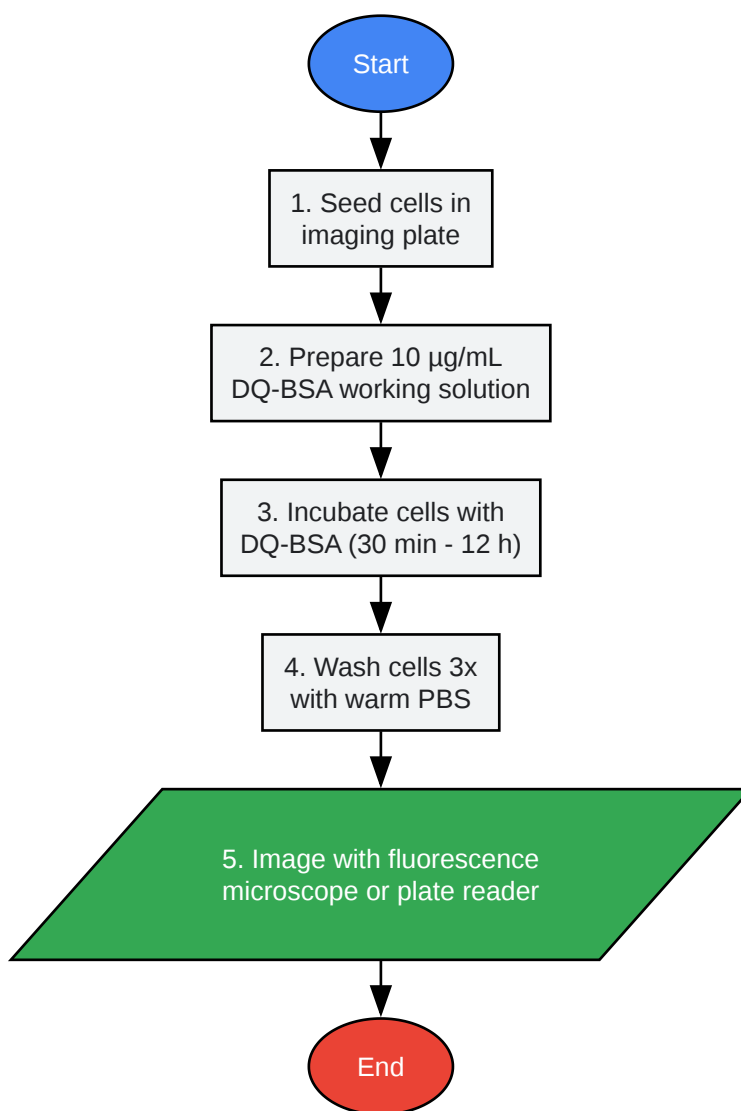 Start
1. Seed cells in
imaging plate
2. Prepare 10 µg/mL
DQ-BSA working solution
3. Incubate cells with
DQ-BSA (30 min - 12 h)
4. Wash cells 3x
with warm PBS
5. Image with fluorescence
microscope or plate reader
End